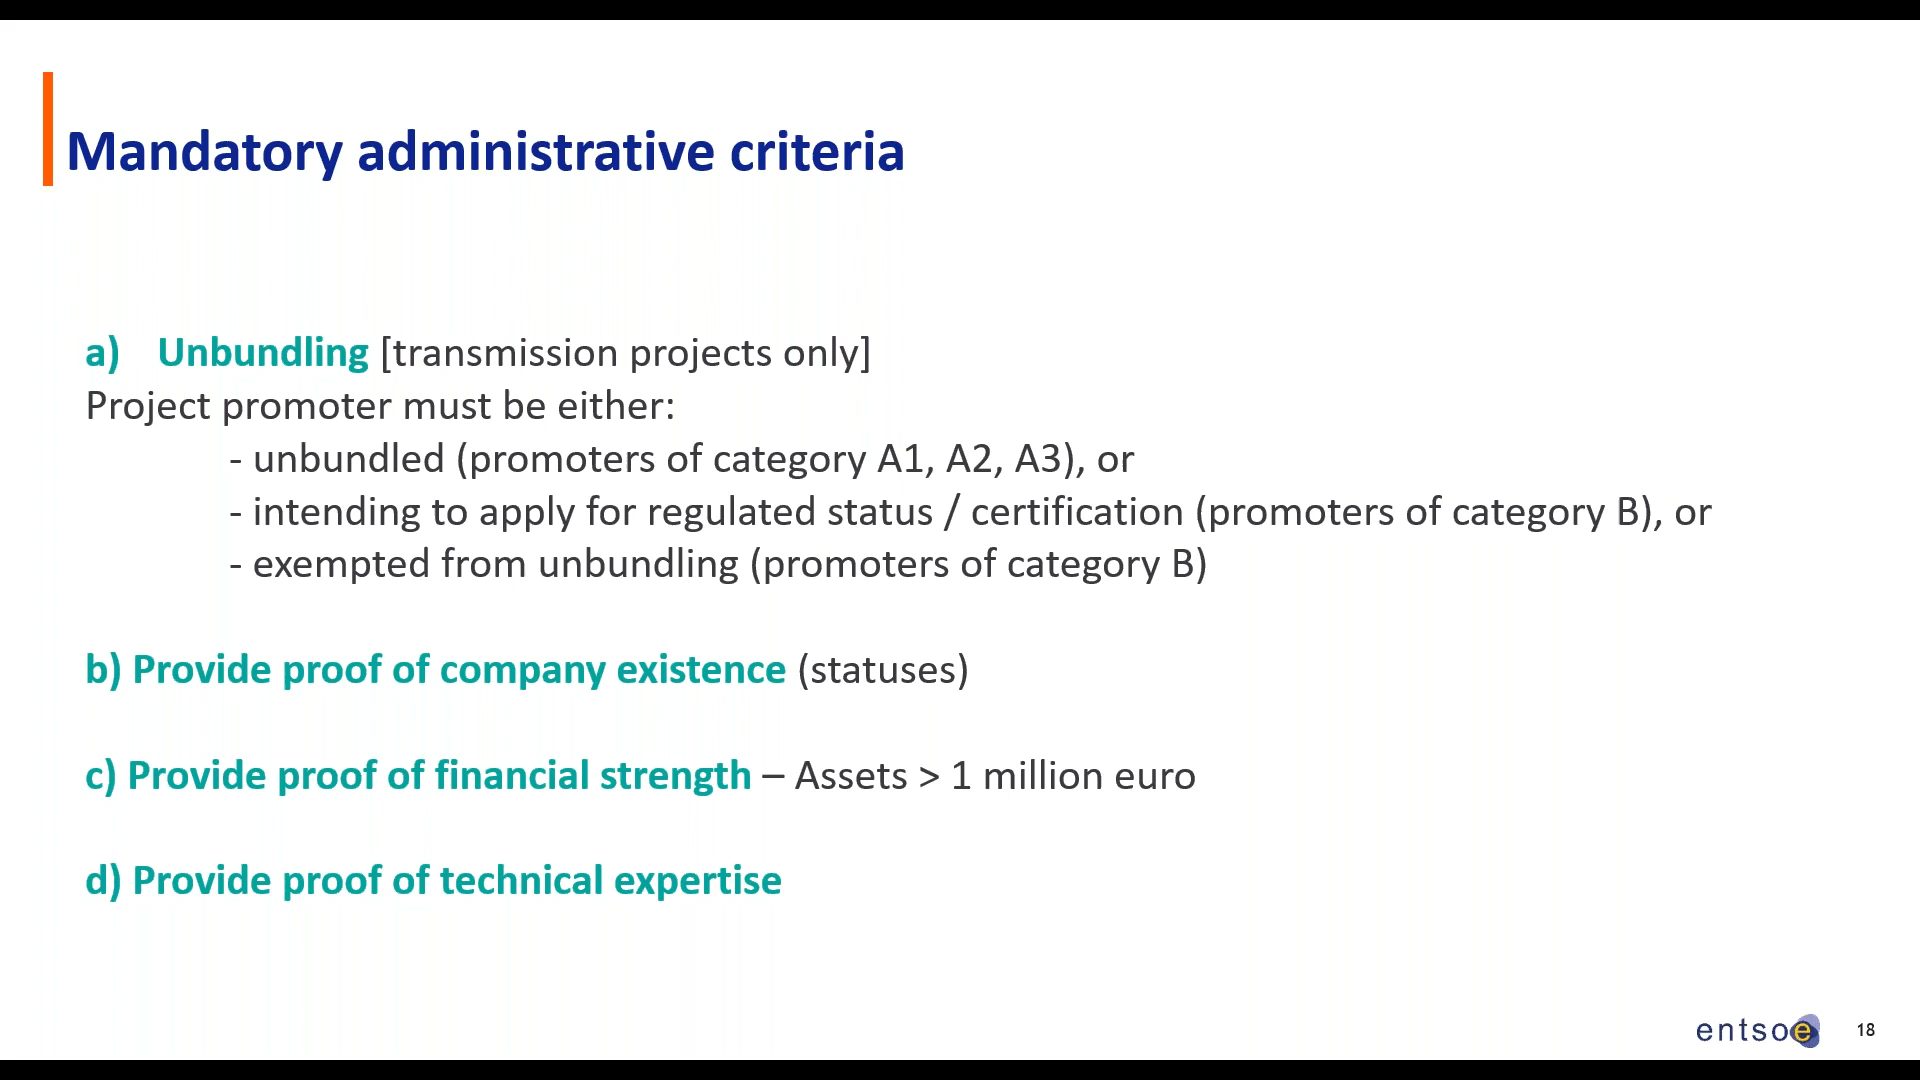 Mandatory administrative criteria
a) Unbundling [transmission projects only]
Project promoter must be either:
- unbundled (promoters of category A1, A2, A3), or
- intending to apply for regulated status / certification (promoters of category B), or
- exempted from unbundling (promoters of category B)
b) Provide proof of company existence (statuses)
c) Provide proof of financial strength – Assets > 1 million euro
d) Provide proof of technical expertise
entsoe 18